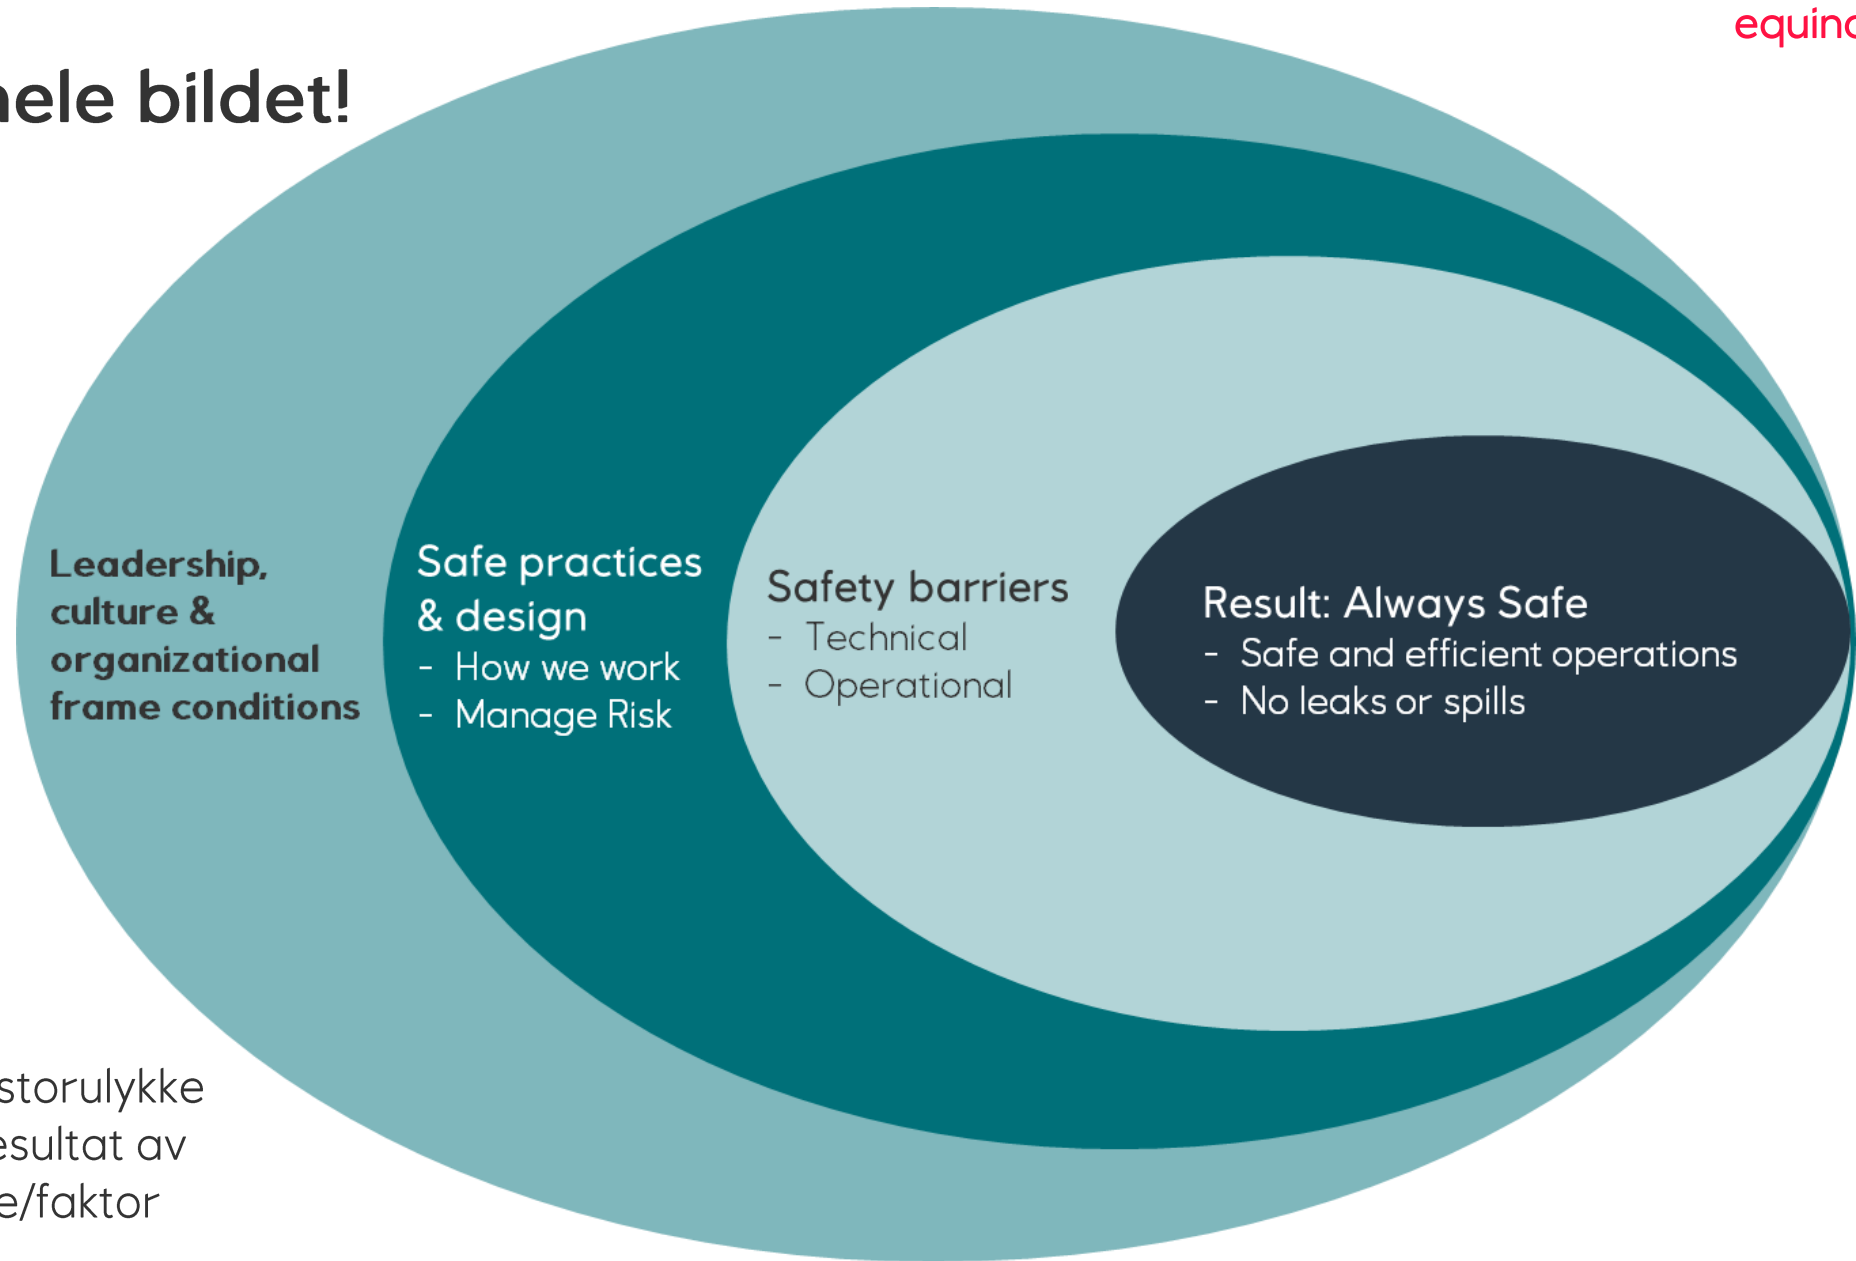 equino
hele bildet!
Leadership,
culture &
organizational
frame conditions
Safe practices
& design
- How we work
- Manage Risk
Safety barriers
- Technical
- Operational
Result: Always Safe
- Safe and efficient operations
- No leaks or spills
storulykke
esultat av
e/faktor